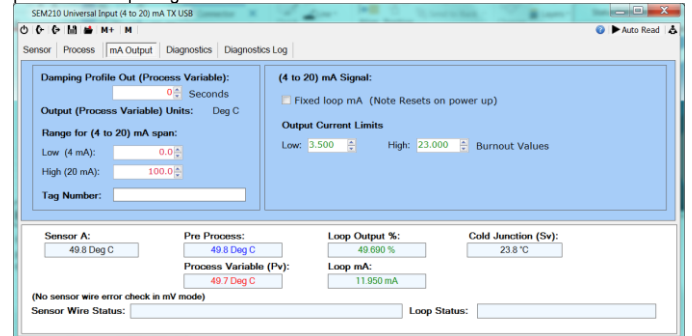 SEM210 Universal Input (4 to 20) mA TX USB
M+ M
Auto Read
Sensor Process mA Output Diagnostics Diagnostics Log
Damping Profile Out (Process Variable):
0 Seconds
Output (Process Variable) Units: Deg C
Range for (4 to 20) mA span:
Low (4 mA): 0.0
High (20 mA): 100.0
Tag Number:
(4 to 20) mA Signal:
Fixed loop mA (Note Resets on power up)
Output Current Limits
Low: 3.500 High: 23.000 Burnout Values
Sensor A: Pre Process: Loop Output %: Cold Junction (Sv):
49.8 Deg C 49.8 Deg C 49.690 % 23.8 °C
Process Variable (Pv): Loop mA:
49.7 Deg C 11.950 mA
(No sensor wire error check in mV mode)
Sensor Wire Status: Loop Status: